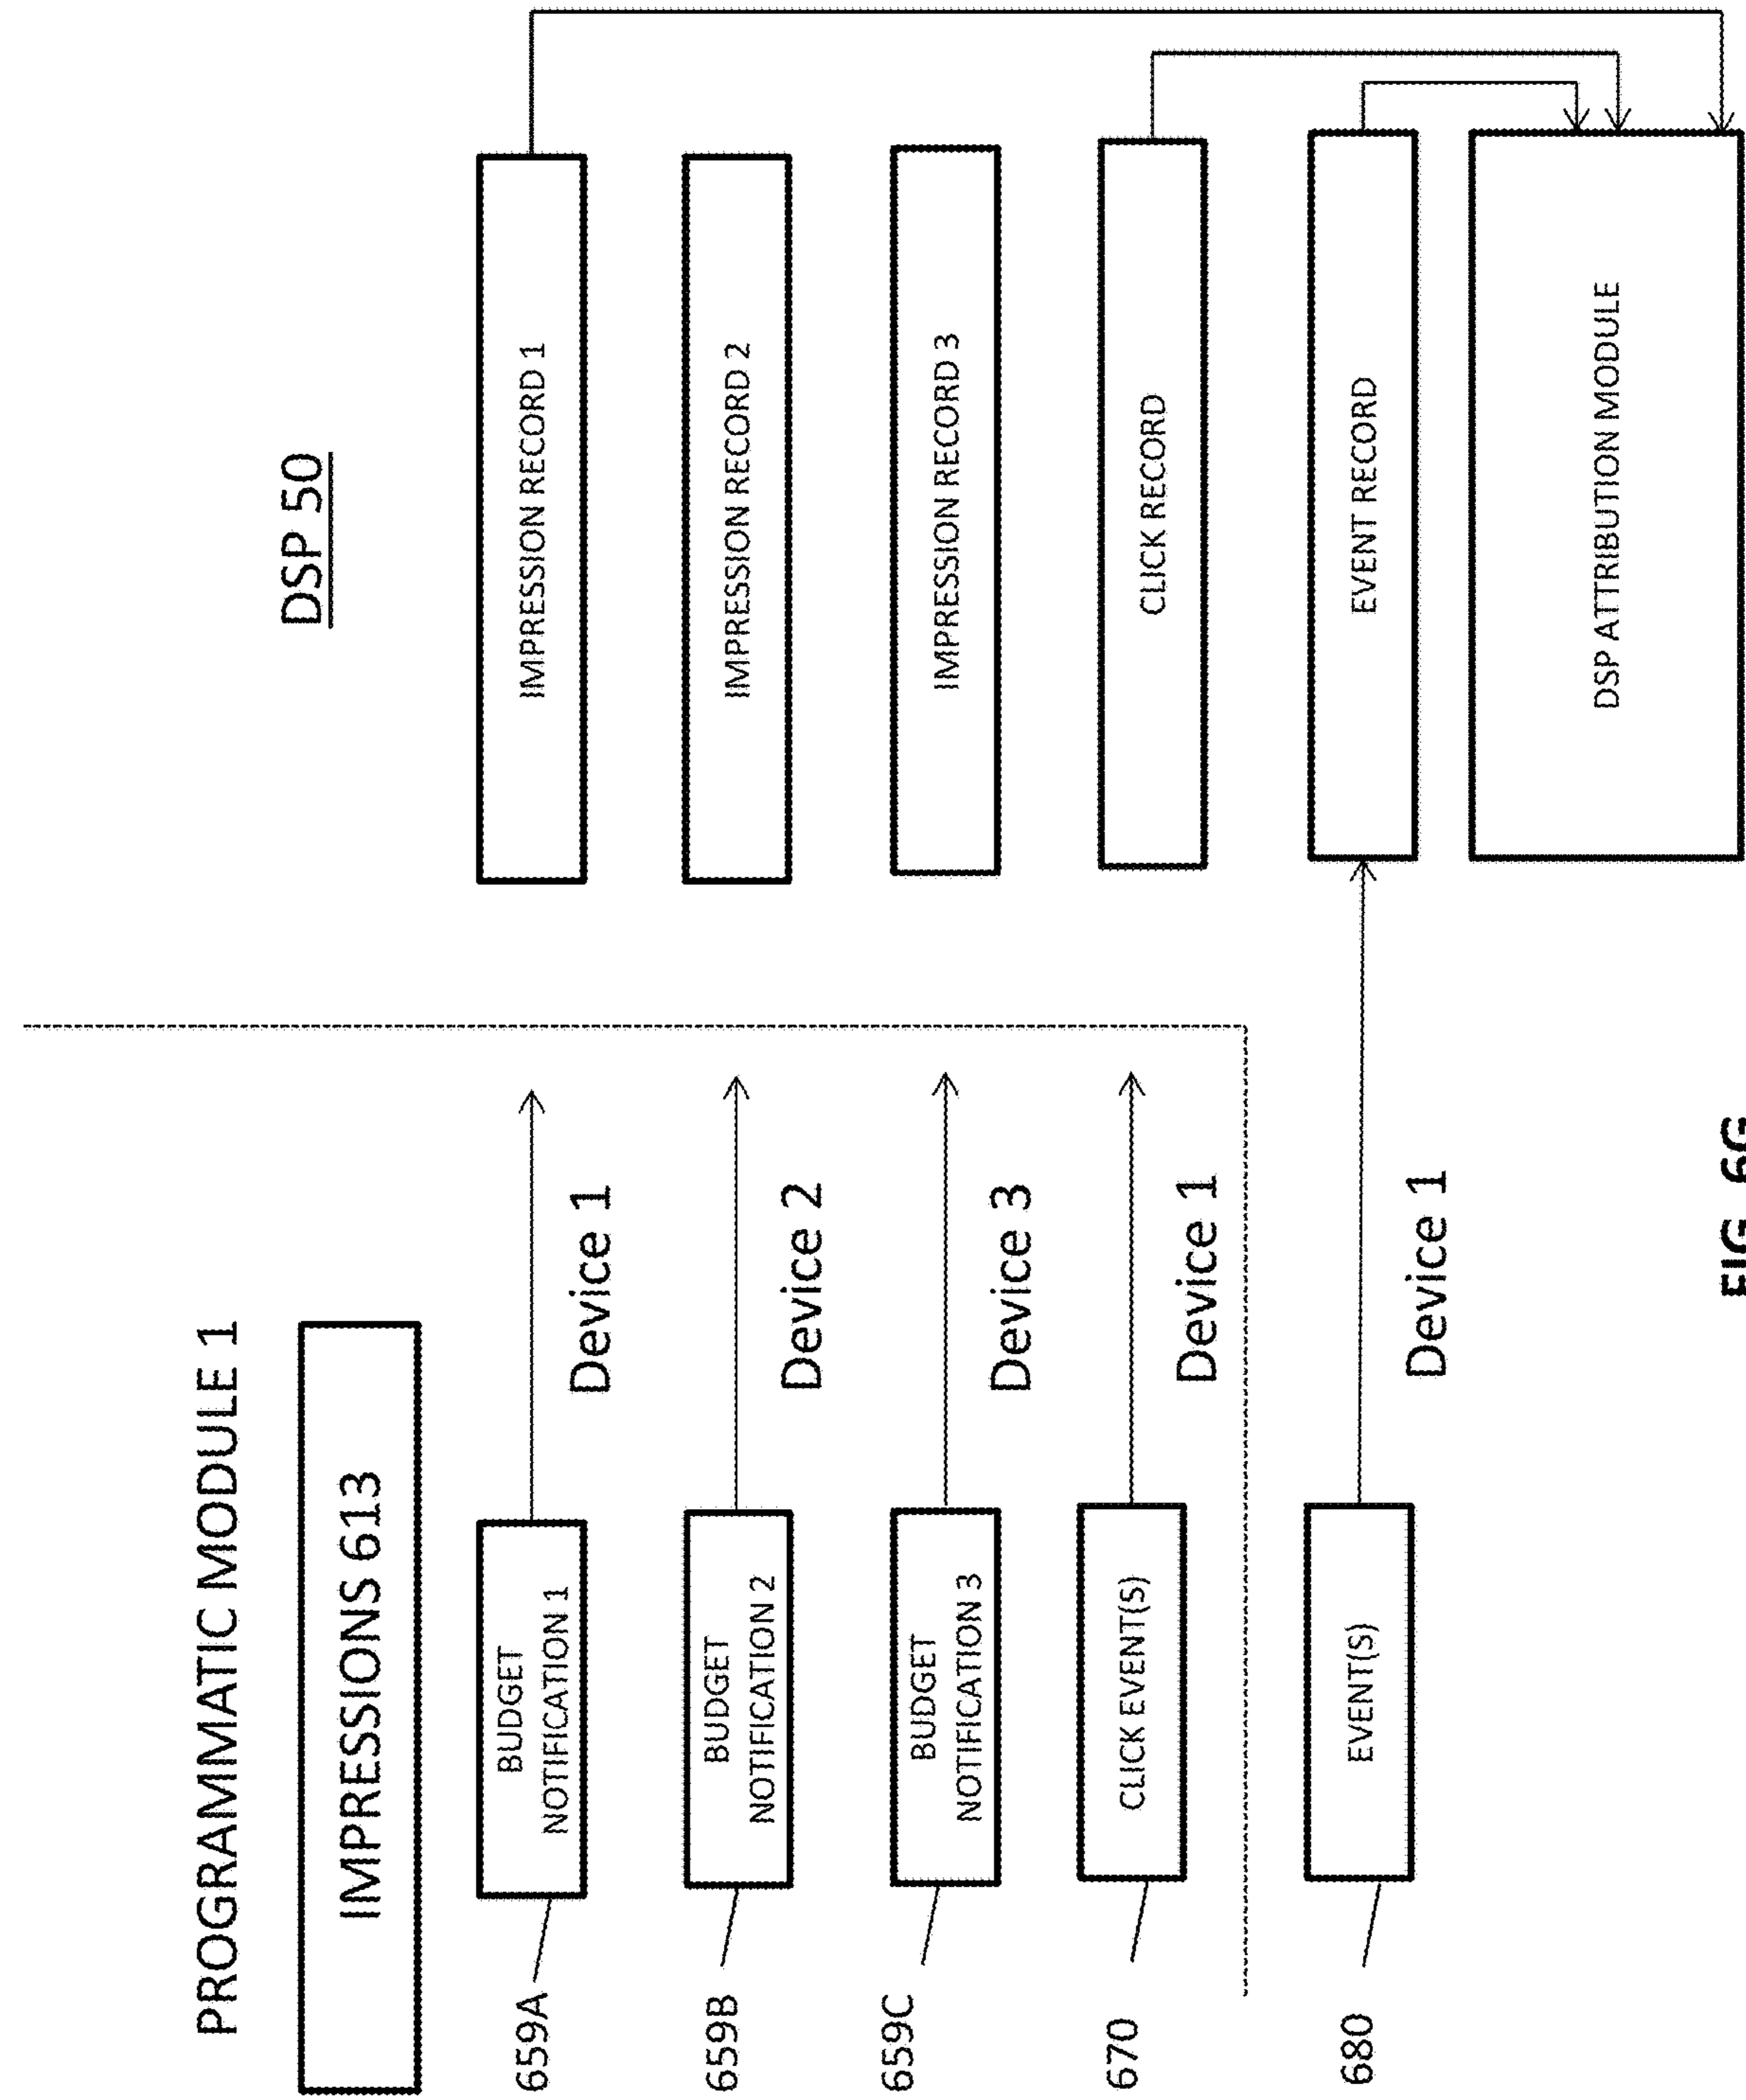 PROGRAMMATIC MODULE 1
DSP 50
IMPRESSIONS 613
659A
BUDGET
NOTIFICATION 1
Device 1
IMPRESSION RECORD 1
659B
BUDGET
NOTIFICATION 2
Device 2
IMPRESSION RECORD 2
659C
BUDGET
NOTIFICATION 3
Device 3
IMPRESSION RECORD 3
670
CLICK EVENT(S)
Device 1
CLICK RECORD
680
EVENT(S)
Device 1
EVENT RECORD
DSP ATTRIBUTION MODULE
FIG. 6G